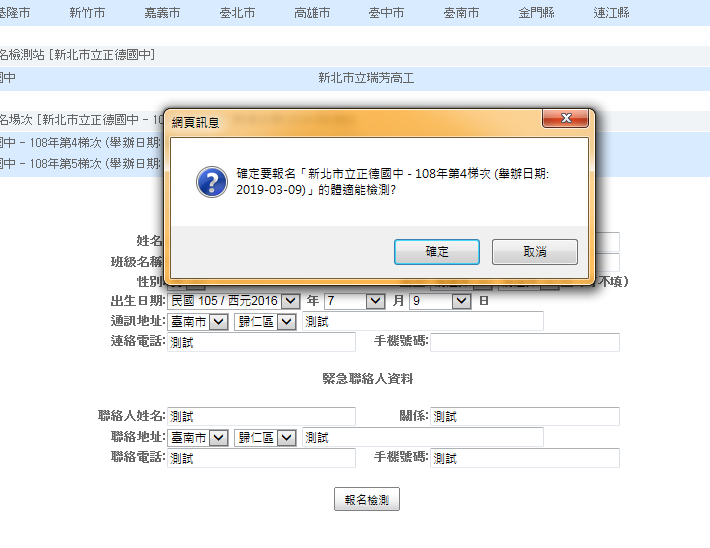 基隆市 新竹市 嘉義市 臺北市 高雄市 臺中市 臺南市 金門縣 連江縣
名檢測站 [新北市立正德國中]
國中 新北市立瑞芳高工
名場次 [新北市立正德國中 - 10
國中 - 108年第4梯次 (舉辦日期:
國中 - 108年第5梯次 (舉辦日期:
網頁訊息
確定要報名「新北市立正德國中 - 108年第4梯次 (舉辦日期:
2019-03-09)」的體適能檢測?
確定 取消
姓名
班級名稱
性別
不填)
出生日期: 民國 105 / 西元2016 年 7 月 9 日
通訊地址: 臺南市 歸仁區 測試
連絡電話: 測試 手機號碼:
緊急聯絡人資料
聯絡人姓名: 測試 關係: 測試
聯絡地址: 臺南市 歸仁區 測試
聯絡電話: 測試 手機號碼: 測試
報名檢測